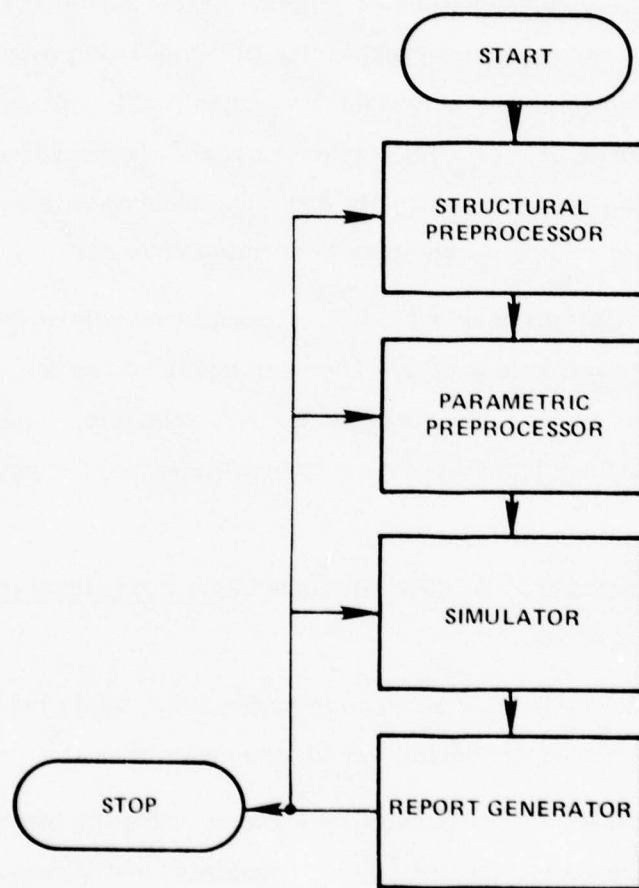 START
STRUCTURAL
PREPROCESSOR
PARAMETRIC
PREPROCESSOR
SIMULATOR
STOP
REPORT GENERATOR